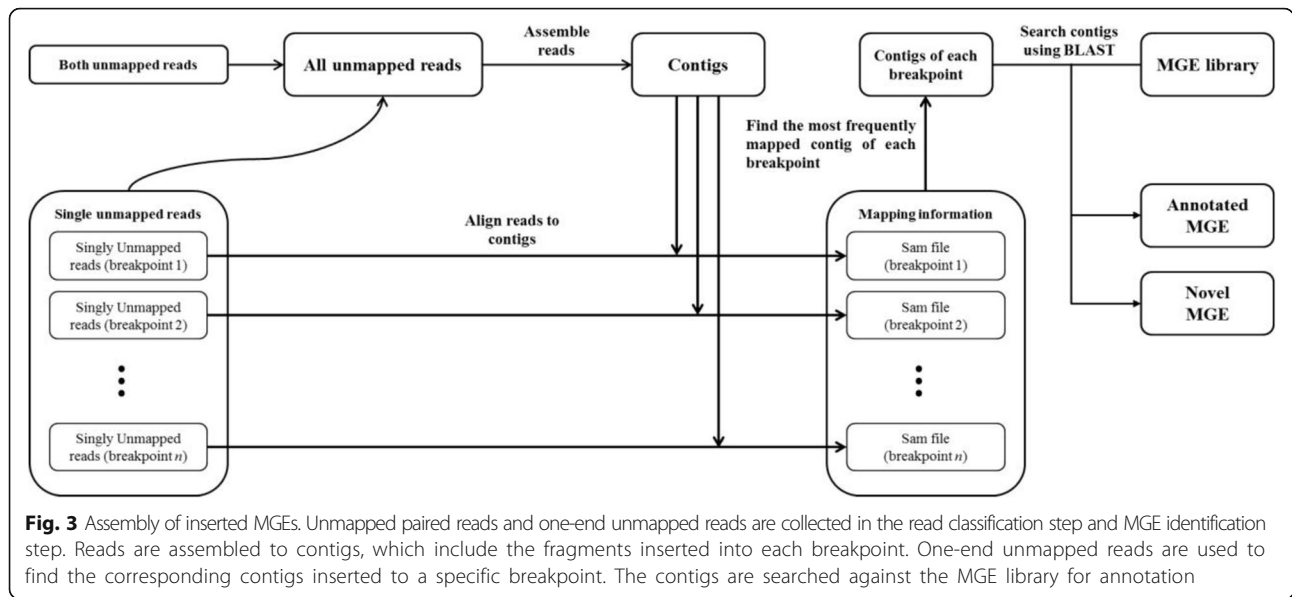 Both unmapped reads
All unmapped reads
Assemble
reads
Contigs
Contigs of each
breakpoint
Search contigs
using BLAST
MGE library
Find the most frequently
mapped contig of each
breakpoint
Single unmapped reads
Singly Unmapped
reads (breakpoint 1)
Singly Unmapped
reads (breakpoint 2)
Singly Unmapped
reads (breakpoint n)
Align reads to
contigs
Mapping information
Sam file
(breakpoint 1)
Sam file
(breakpoint 2)
Sam file
(breakpoint n)
Annotated
MGE
Novel
MGE
Fig. 3 Assembly of inserted MGEs. Unmapped paired reads and one-end unmapped reads are collected in the read classification step and MGE identification
step. Reads are assembled to contigs, which include the fragments inserted into each breakpoint. One-end unmapped reads are used to
find the corresponding contigs inserted to a specific breakpoint. The contigs are searched against the MGE library for annotation